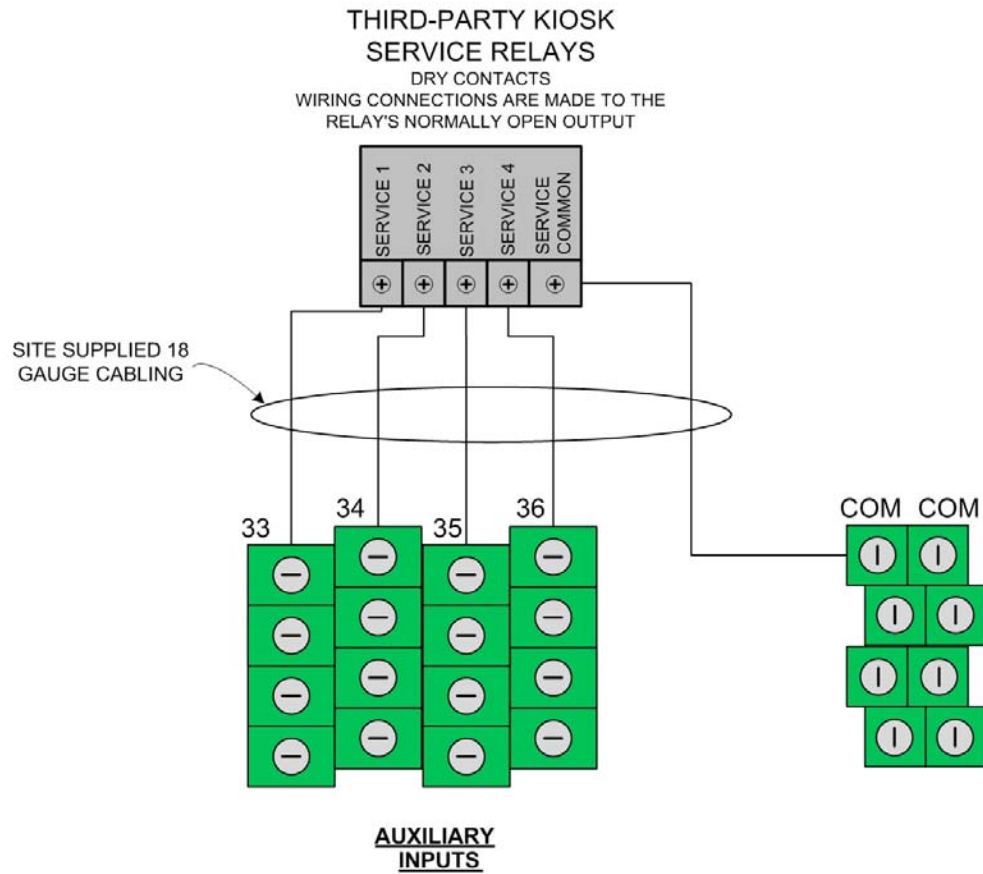 THIRD-PARTY KIOSK
SERVICE RELAYS
DRY CONTACTS
WIRING CONNECTIONS ARE MADE TO THE
RELAY'S NORMALLY OPEN OUTPUT
SERVICE 1
SERVICE 2
SERVICE 3
SERVICE 4
SERVICE
COMMON
SITE SUPPLIED 18
GAUGE CABLING
33
34
35
36
COM COM
AUXILIARY
INPUTS